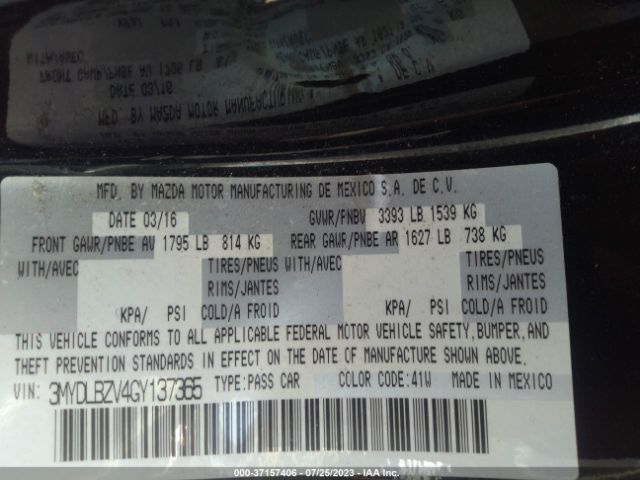 MFD. BY MAZDA MOTOR MANUFACTURING DE MEXICO S.A. DE C.V.
DATE 03/16 GVWR/PNBV 3393 LB 1539 KG
FRONT GAWR/PNBE AV 1795 LB 814 KG REAR GAWR/PNBE AR 1627 LB 738 KG
WITH/AVEC TIRES/PNEUS WITH/AVEC TIRES/PNEUS
RIMS/JANTES RIMS/JANTES
KPA/ PSI COLD/A FROID KPA/ PSI COLD/A FROID
THIS VEHICLE CONFORMS TO ALL APPLICABLE FEDERAL MOTOR VEHICLE SAFETY, BUMPER, AND
THEFT PREVENTION STANDARDS IN EFFECT ON THE DATE OF MANUFACTURE SHOWN ABOVE.
VIN: 3MYDLBZV4GY137365 TYPE:PASS CAR COLOR CODE:41W MADE IN MEXICO
000-37157406 / 07/25/2023 - IAA Inc.